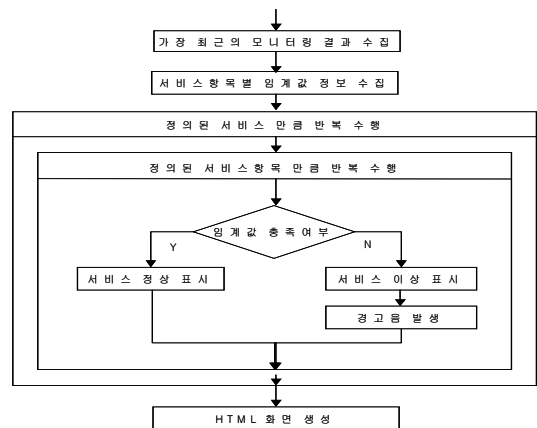 가장 최근의 모니터링 결과 수집
서비스항목별 임계값 정보 수집
정의된 서비스 만큼 반복 수행
정의된 서비스항목 만큼 반복 수행
임계값 충족여부
Y
N
서비스 정상 표시
서비스 이상 표시
경고음 발생
HTML 화면 생성